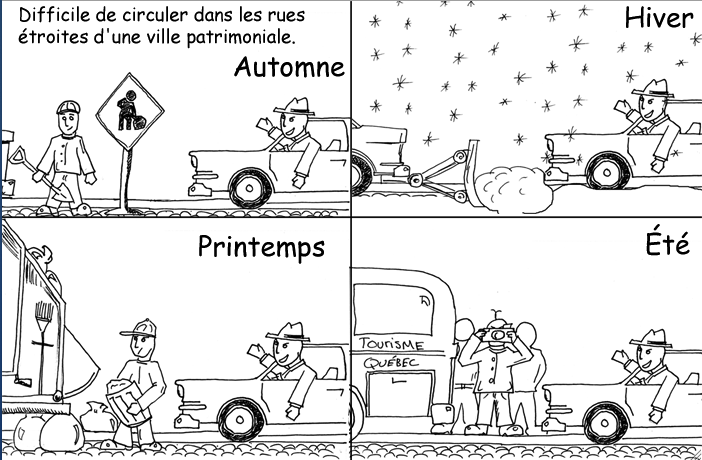 Difficile de circuler dans les rues
étroites d'une ville patrimoniale.
Automne
Hiver
Printemps
Été
TOURISME
QUÉBEC